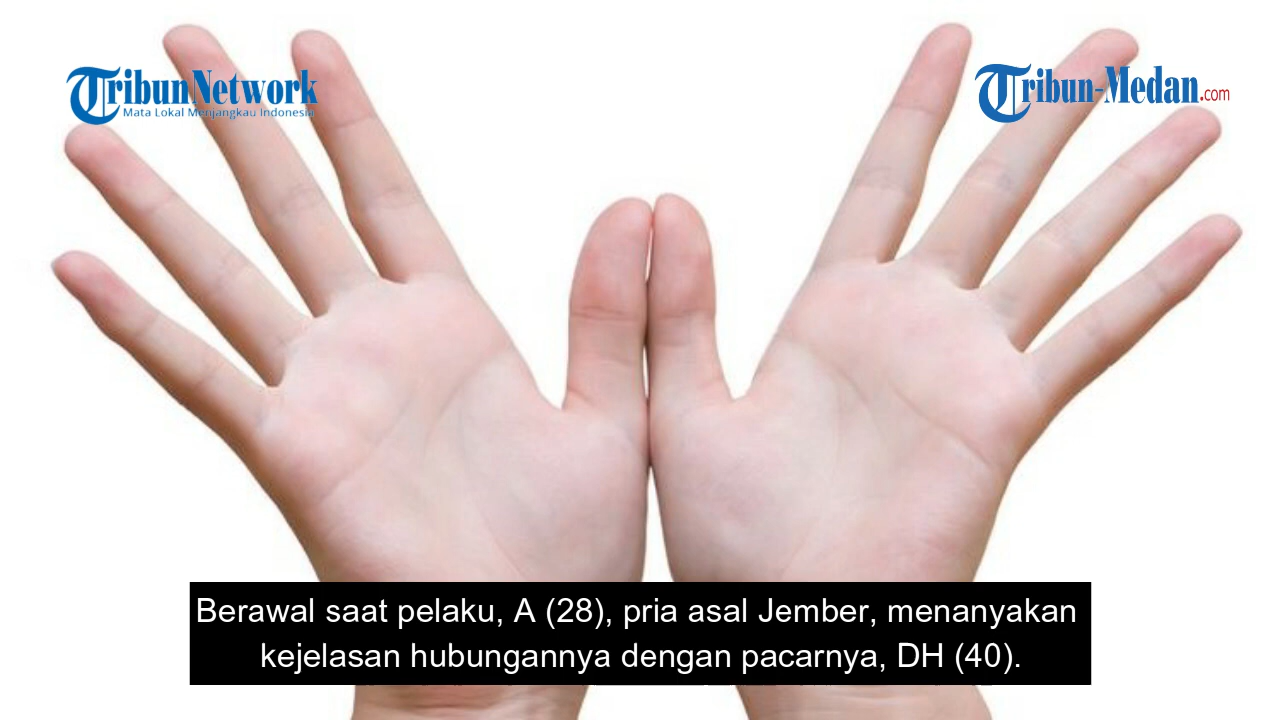 TribunNetwork
Mata Lokal Menjangkau Indonesia
Tribun-Medan.com
Berawal saat pelaku, A (28), pria asal Jember, menanyakan
kejelasan hubungannya dengan pacarnya, DH (40).